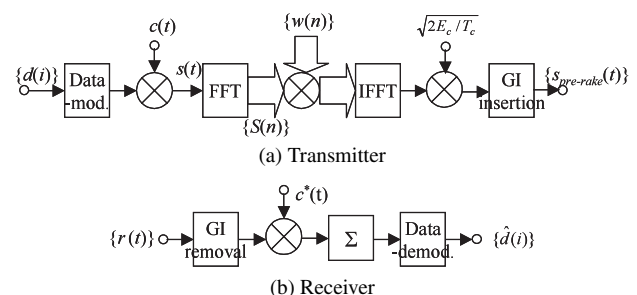 c(t)
{w(n)}
√2E_c/T_c
{d(i)}
Data
-mod.
s(t)
FFT
{S(n)}
IFFT
GI
insertion
{s_pre-rake(t)}
(a) Transmitter
c*(t)
{r(t)}
GI
removal
Σ
Data
-demod.
{d̂(i)}
(b) Receiver